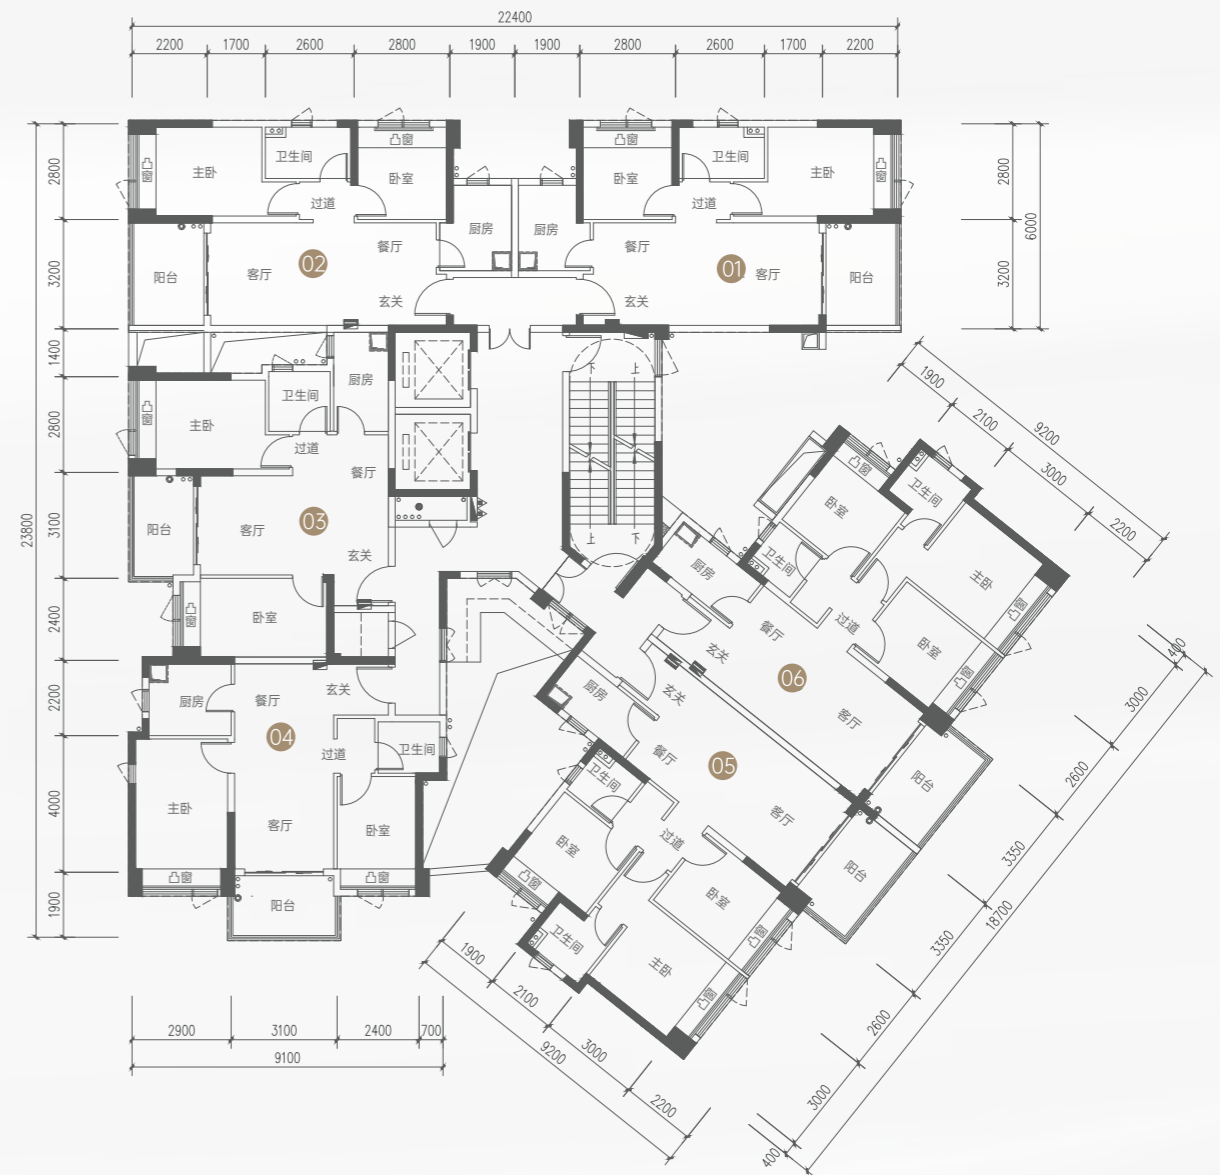 22400
2200 1700 2600 2800 1900 1900 2800 2600 1700 2200
凸窗 凸窗
卫生间 卫生间
凸窗 主卧 卧室 卧室 主卧 凸窗
2800 2800
过道 过道
厨房 厨房
6000
餐厅 餐厅
阳台 客厅 02 01 客厅 阳台
3200 3200
玄关 玄关
1400
下 上
厨房
1900
卫生间
凸窗 主卧
2800
2100
9200
过道
餐厅
3000
凸窗
卫生间
2200
卧室
23800
3100
阳台 客厅 03
上 下
玄关
卫生间
厨房
主卧
凸窗
2400
凸窗 卧室
餐厅
过道
卧室
400
玄关
凸窗
06
3000
2200
厨房 餐厅 玄关
玄关
厨房
客厅
04
过道 卫生间
餐厅
05
卫生间
阳台
2600
4000
主卧 客厅 卧室
客厅
过道
卧室
3350
阳台
凸窗 凸窗
凸窗
卧室
1900
阳台
18700
凸窗
卫生间
3350
1900
主卧
凸窗
2100
2600
2900 3100 2400 700
9100
3000
9200
3000
2200
400